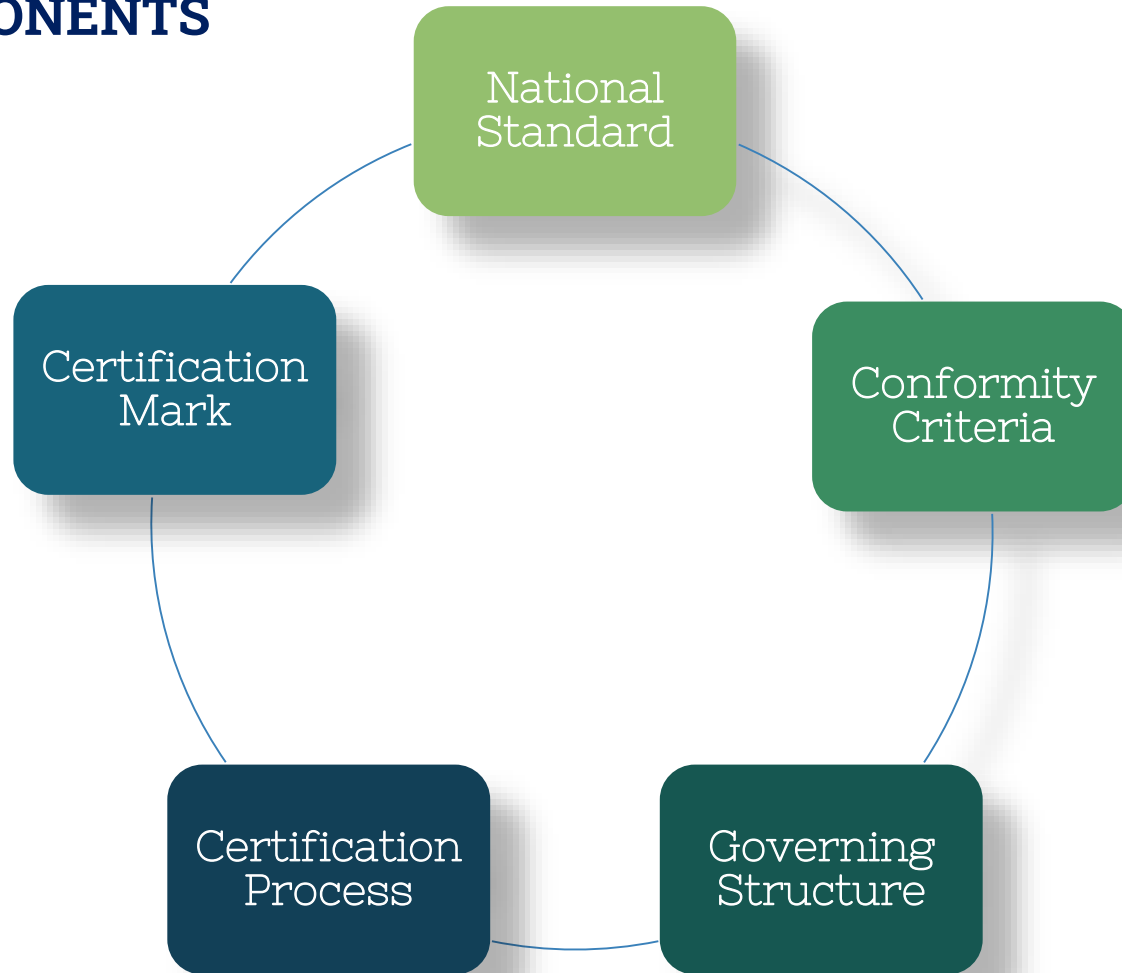 ONENTS
National
Standard
Conformity
Criteria
Governing
Structure
Certification
Process
Certification
Mark